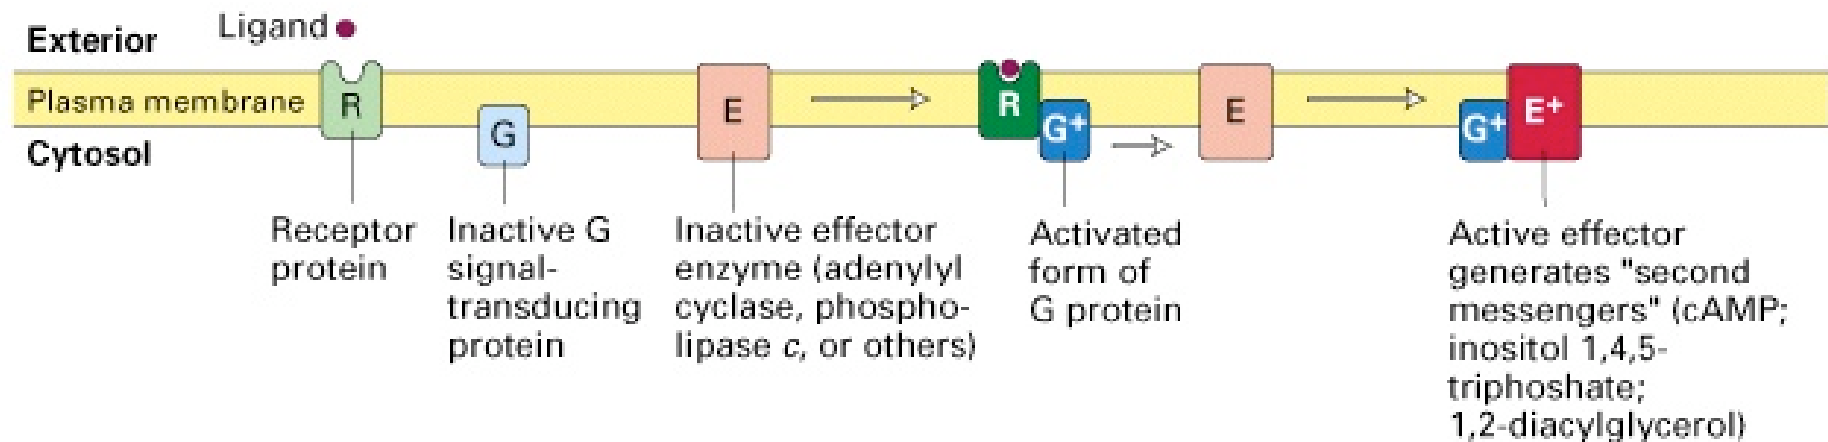 Exterior
Ligand
Plasma membrane
Cytosol
R
G
E
R
G+
E
G+
E+
Receptor
protein
Inactive G
signal-
transducing
protein
Inactive effector
enzyme (adenylyl
cyclase, phospho-
lipase c, or others)
Activated
form of
G protein
Active effector
generates "second
messengers" (cAMP;
inositol 1,4,5-
triphoshate;
1,2-diacylglycerol)